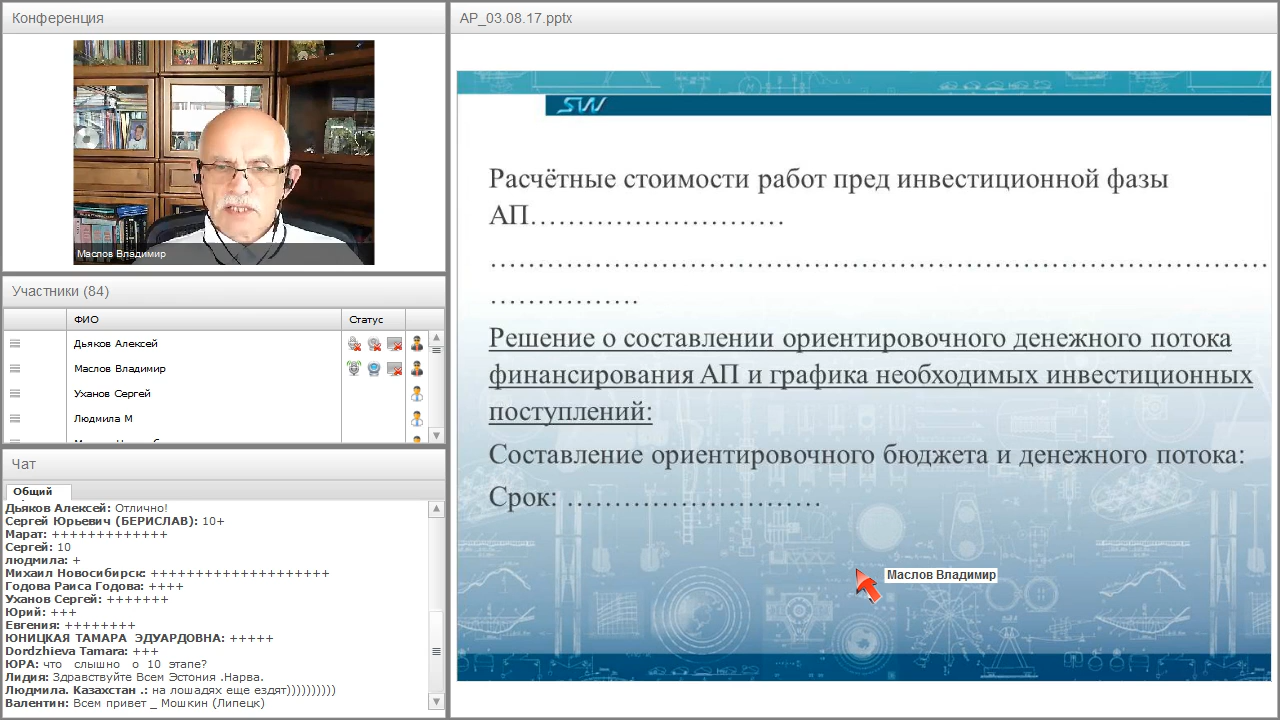 Конференция
Маслов Владимир
Участники (84)
ФИО
Статус
Дьяков Алексей
Маслов Владимир
Уханов Сергей
Людмила М
Чат
Общий
Дьяков Алексей: Отлично!
Сергей Юрьевич (БЕРИСЛАВ): 10+
Марат: +++++++++++++
Сергей: 10
людмила: +
Михаил Новосибирск: ++++++++++++++++++++
Годова Раиса Годова: ++++
Уханов Сергей: +++++++
Юрий: +++
Евгения: ++++++++
ЮНИЦКАЯ ТАМАРА ЭДУАРДОВНА: +++++
Dordzhieva Tamara: +++
ЮРА: что слышно о 10 этапе?
Лидия: Здравствуйте Всем Эстония .Нарва.
Людмила. Казахстан .: на лошадях еще ездят))))))))))
Валентин: Всем привет _ Мишкин (Липецк)
AP_03.08.17.pptx
SW
Расчётные стоимости работ пред инвестиционной фазы
АП………………………
…………………………………………………………………………
…………….
Решение о составлении ориентировочного денежного потока
финансирования АП и графика необходимых инвестиционных
поступлений:
Составление ориентировочного бюджета и денежного потока:
Срок: ………………………
Маслов Владимир